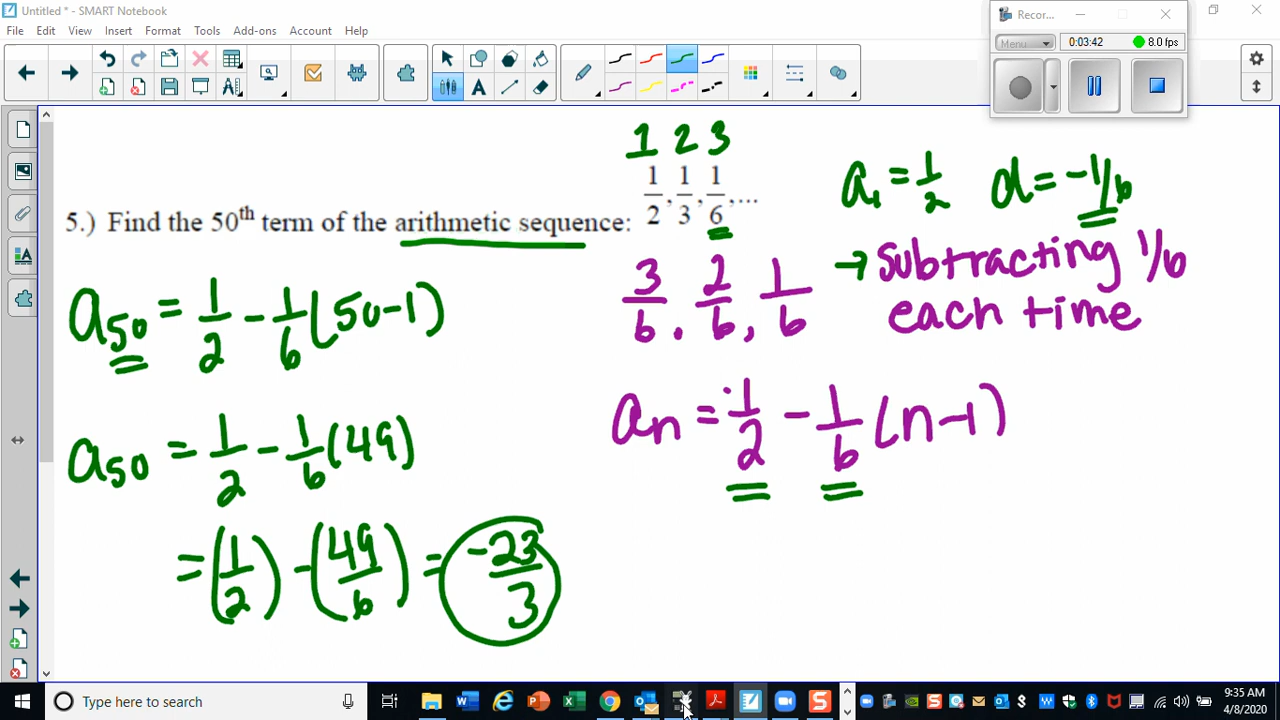 Untitled * - SMART Notebook
Recor...
File Edit View Insert Format Tools Add-ons Account Help
Menu 00:03:42 8.0 fps
1 2 3
5.) Find the 50th term of the arithmetic sequence: 1/2, 1/3, 1/6, ...
a₁ = 1/2 d = -1/6
→ subtracting 1/6
each time
3/6, 2/6, 1/6
a50 = 1/2 - 1/6 (50-1)
an = 1/2 - 1/6 (n-1)
a50 = 1/2 - 1/6 (49)
= (1/2) - (49/6) = -23/3
Type here to search
9:35 AM
4/8/2020